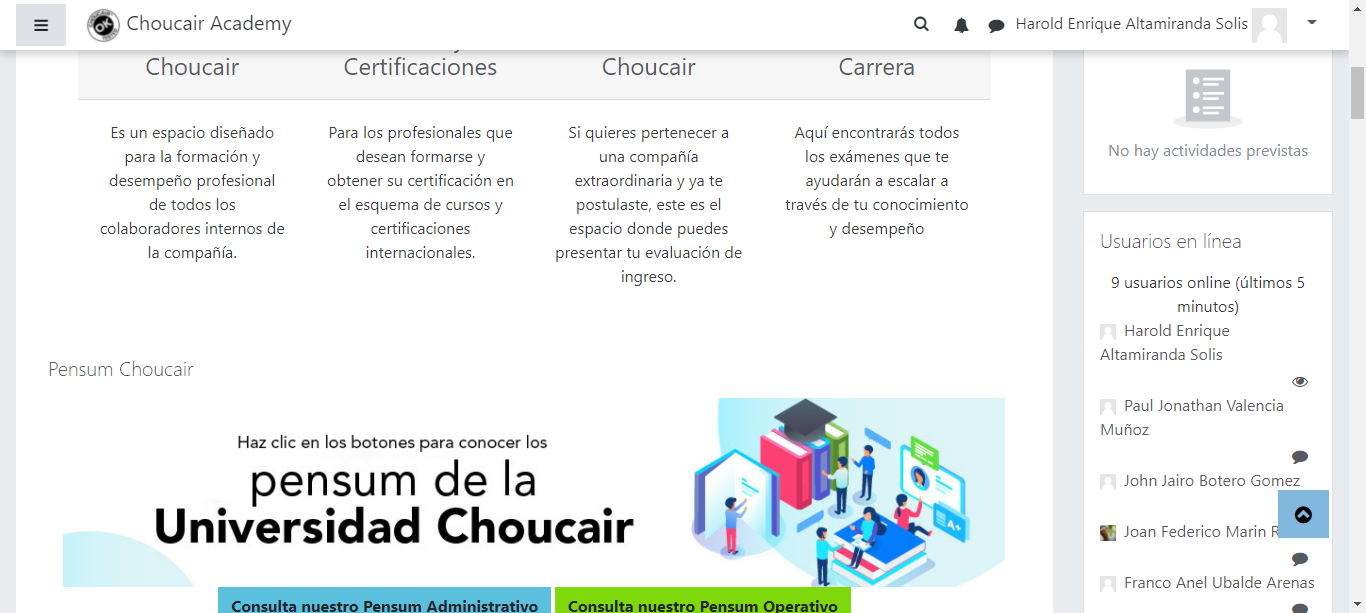 Choucair Academy
Harold Enrique Altamiranda Solis
Choucair
Certificaciones
Choucair
Carrera
Es un espacio diseñado
para la formación y
desempeño profesional
de todos los
colaboradores internos de
la compañía.
Para los profesionales que
desean formarse y
obtener su certificación en
el esquema de cursos y
certificaciones
internacionales.
Si quieres pertenecer a
una compañía
extraordinaria y ya te
postulaste, este es el
espacio donde puedes
presentar tu evaluación de
ingreso.
Aquí encontrarás todos
los exámenes que te
ayudarán a escalar a
través de tu conocimiento
y desempeño
Pensum Choucair
Haz clic en los botones para conocer los
pensum de la
Universidad Choucair
A+
Consulta nuestro Pensum Administrativo
Consulta nuestro Pensum Operativo
No hay actividades previstas
Usuarios en línea
9 usuarios online (últimos 5
minutos)
Harold Enrique
Altamiranda Solis
Paul Jonathan Valencia
Muñoz
John Jairo Botero Gomez
Joan Federico Marin R
Franco Anel Ubalde Arenas